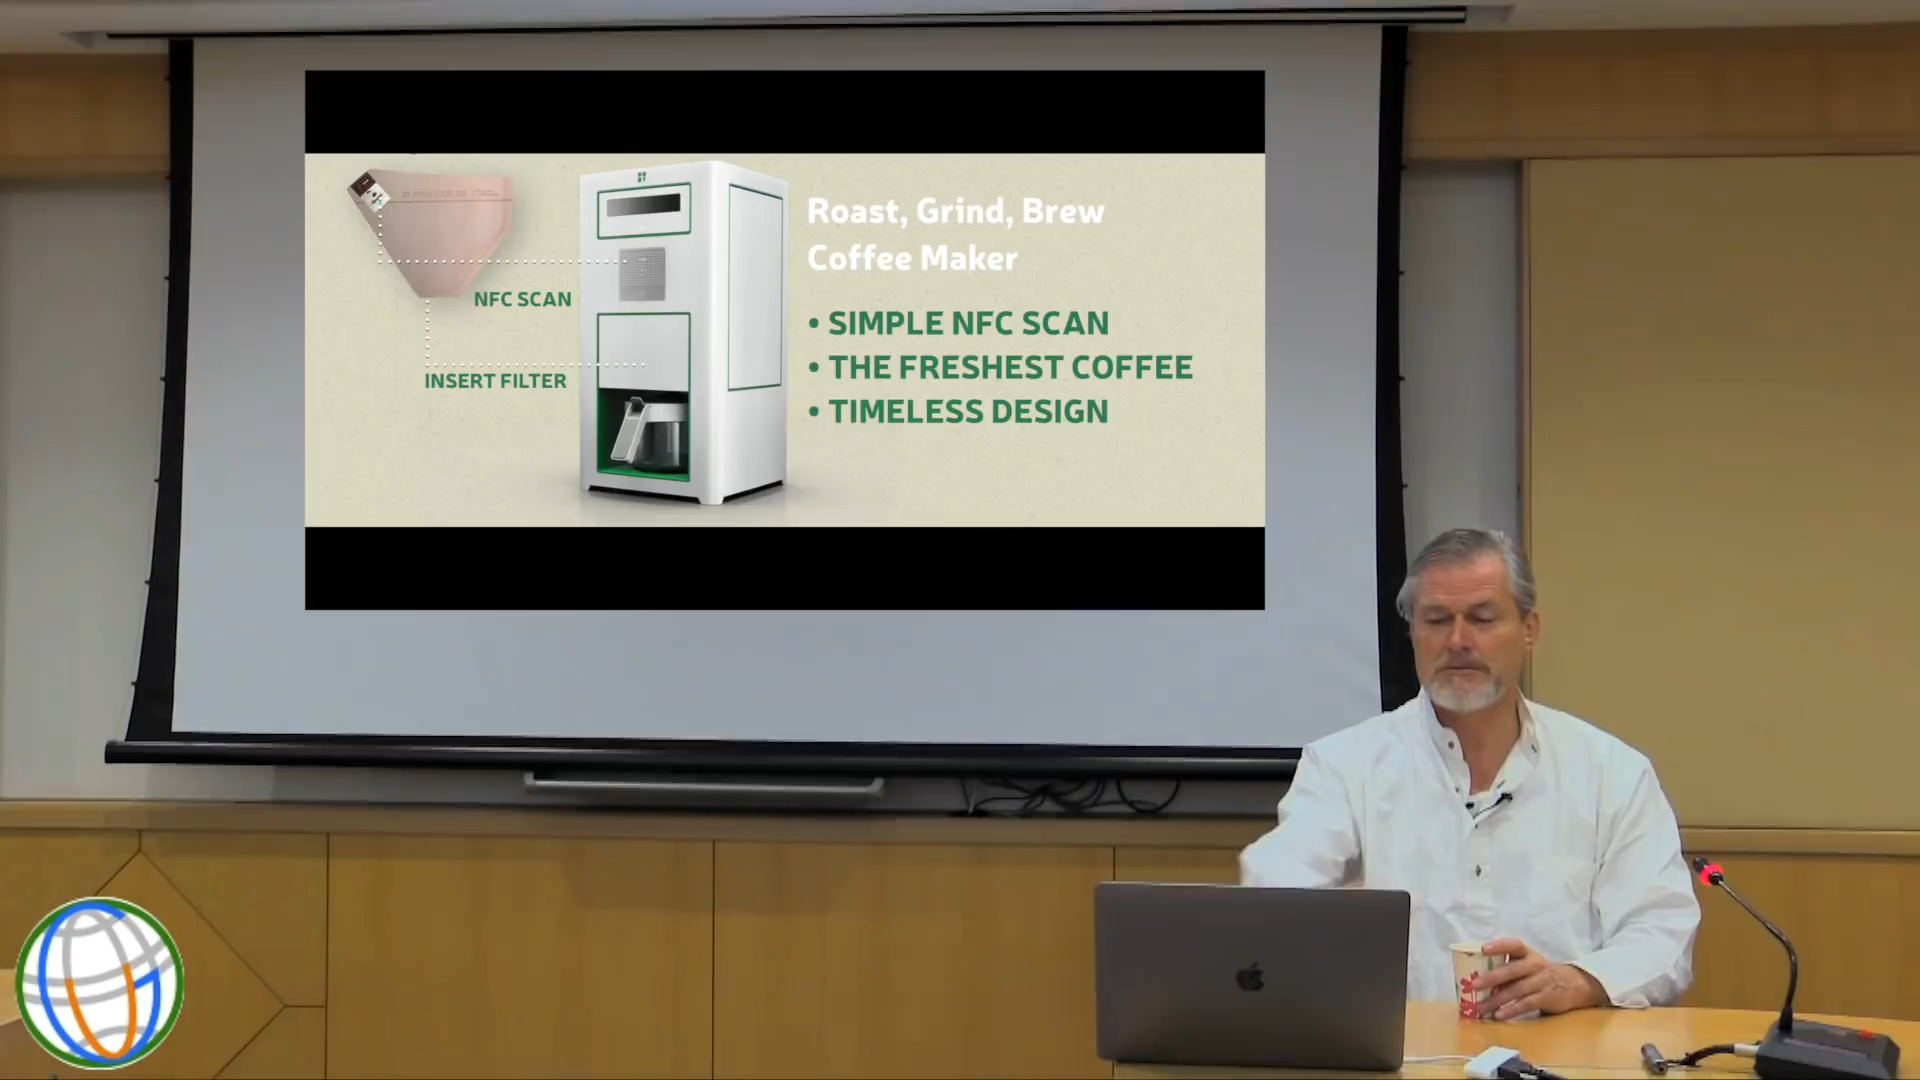 Roast, Grind, Brew
Coffee Maker
NFC SCAN
• SIMPLE NFC SCAN
• THE FRESHEST COFFEE
INSERT FILTER
• TIMELESS DESIGN